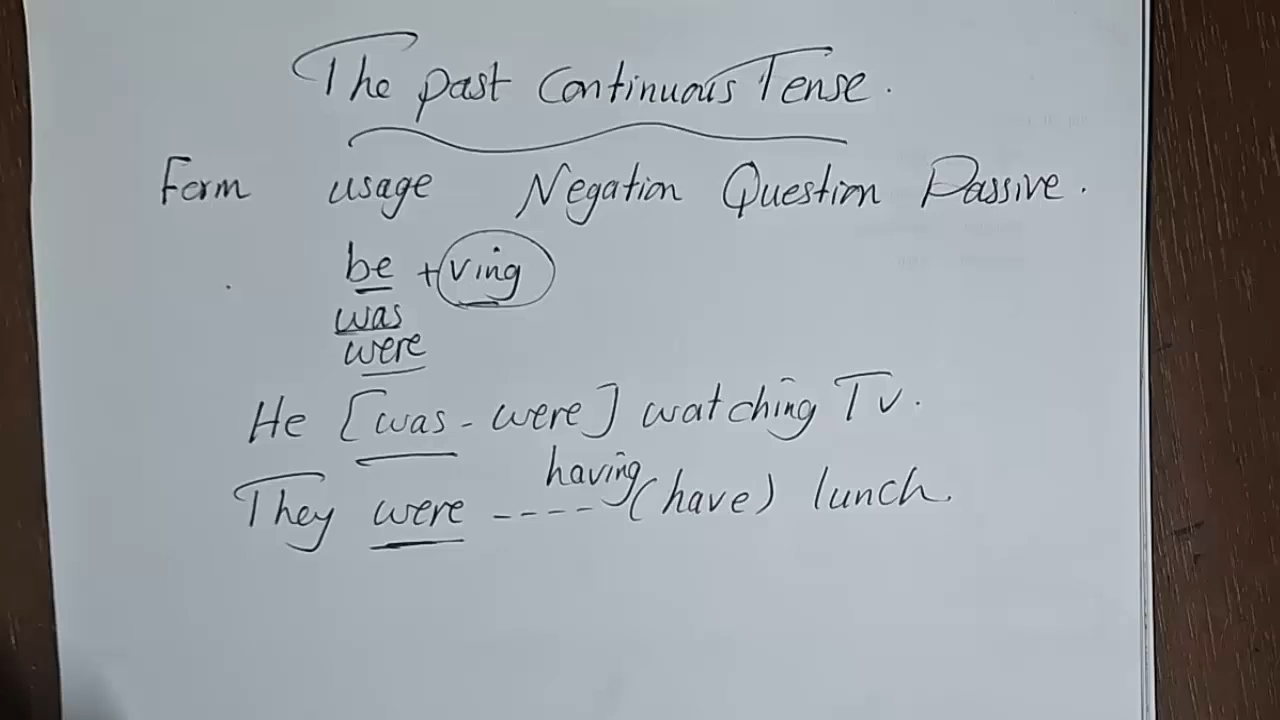 The past Continuous Tense.
Form usage Negation Question Passive.
be + ving
was
were
He [was - were] watching Tv.
having
They were ---- (have) lunch.